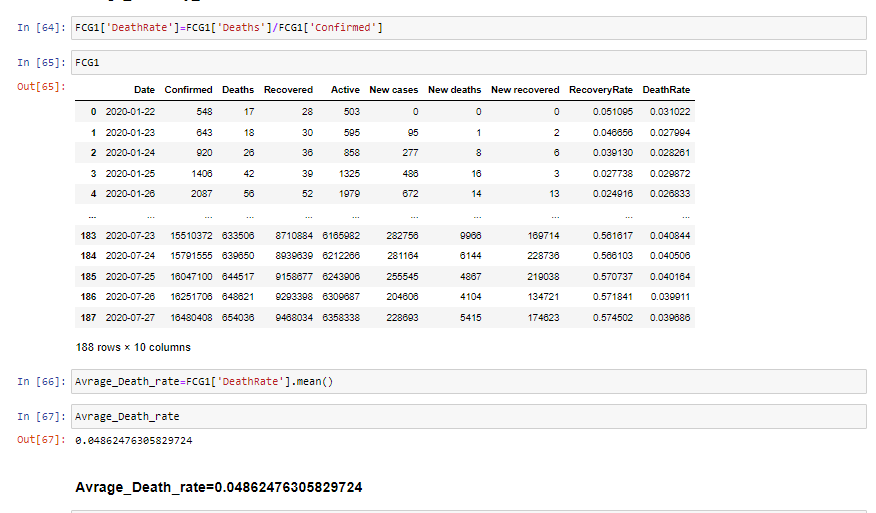 In [64]: FCG1['DeathRate']=FCG1['Deaths']/FCG1['Confirmed']
In [65]: FCG1
Out[65]:
Date Confirmed Deaths Recovered Active New cases New deaths New recovered RecoveryRate DeathRate
0 2020-01-22 548 17 28 503 0 0 0 0.051095 0.031022
1 2020-01-23 643 18 30 595 95 1 2 0.046656 0.027994
2 2020-01-24 920 26 36 858 277 8 6 0.039130 0.028261
3 2020-01-25 1406 42 39 1325 486 16 3 0.027738 0.029872
4 2020-01-26 2087 56 52 1979 672 14 13 0.024916 0.026833
... ... ... ... ... ... ... ... ... ... ...
183 2020-07-23 15510372 633506 8710884 6165982 282756 9966 169714 0.561617 0.040844
184 2020-07-24 15791555 639650 8939639 6212266 281164 6144 228736 0.566103 0.040506
185 2020-07-25 16047100 644517 9158677 6243906 255545 4867 219038 0.570737 0.040164
186 2020-07-26 16251706 648621 9293398 6309687 204606 4104 134721 0.571841 0.039911
187 2020-07-27 16480408 654036 9468034 6358338 228693 5415 174623 0.574502 0.039686
188 rows × 10 columns
In [66]: Avrage_Death_rate=FCG1['DeathRate'].mean()
In [67]: Avrage_Death_rate
Out[67]: 0.04862476305829724
Avrage_Death_rate=0.04862476305829724